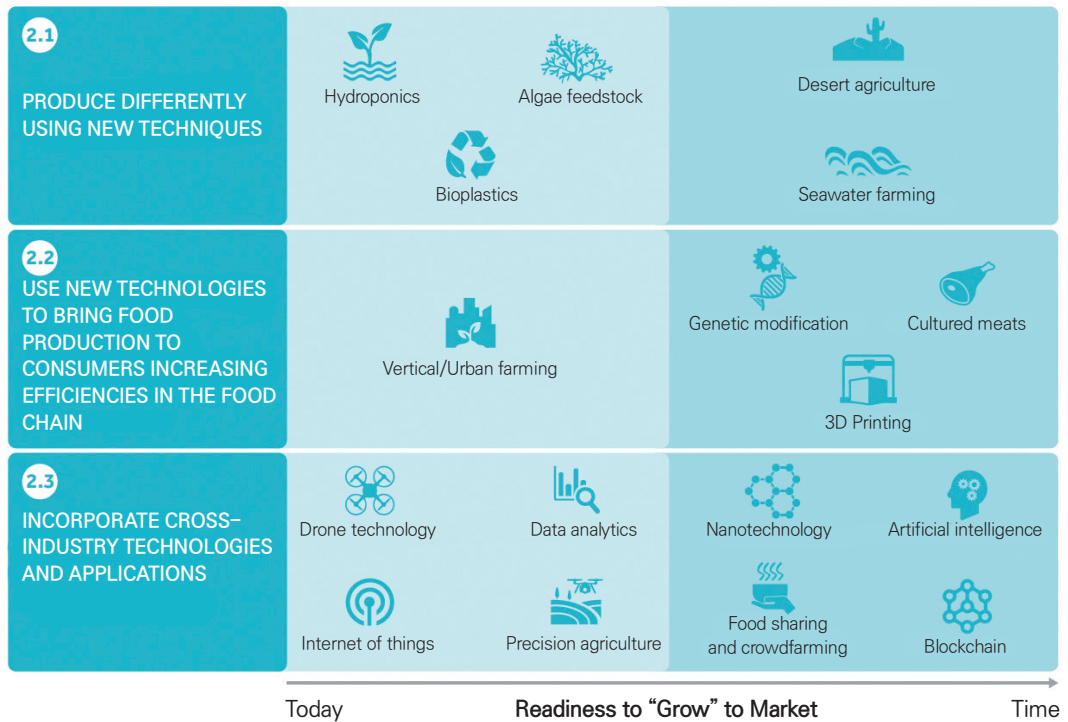 2.1
PRODUCE DIFFERENTLY
USING NEW TECHNIQUES
Hydroponics
Algae feedstock
Bioplastics
Desert agriculture
Seawater farming
2.2
USE NEW TECHNOLOGIES
TO BRING FOOD
PRODUCTION TO
CONSUMERS INCREASING
EFFICIENCIES IN THE FOOD
CHAIN
Vertical/Urban farming
Genetic modification
Cultured meats
3D Printing
2.3
INCORPORATE CROSS–
INDUSTRY TECHNOLOGIES
AND APPLICATIONS
Drone technology
Data analytics
Internet of things
Precision agriculture
Nanotechnology
Artificial intelligence
Food sharing
and crowdfarming
Blockchain
Today
Readiness to “Grow” to Market
Time